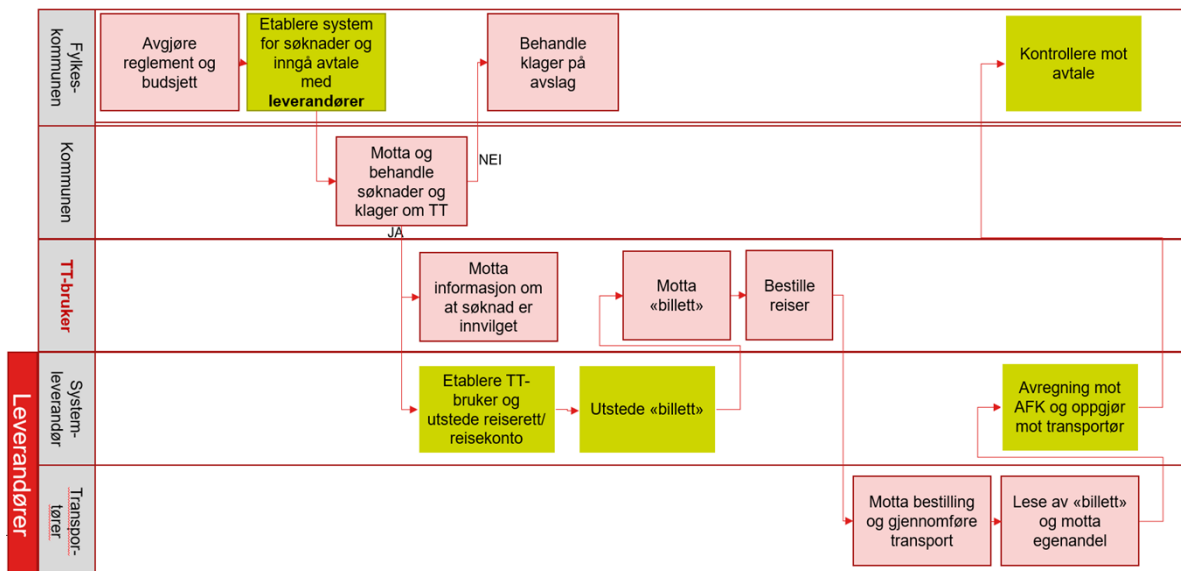 Fylkes-
kommunen
Avgjøre
reglement og
budsjett
Etablere system
for søknader og
inngå avtale
med
leverandører
Behandle
klager på
avslag
Kontrollere mot
avtale
Kommunen
Motta og
behandle
søknader og
klager om TT
NEI
JA
TT-bruker
Motta
informasjon om
at søknad er
innvilget
Motta
«billett»
Bestille
reiser
Leverandører
System-
leverandør
Etablere TT-
bruker og
utstede reiserett/
reisekonto
Utstede «billett»
Avregning mot
AFK og oppgjør
mot transportør
Transpor-
tører
Motta bestilling
og gjennomføre
transport
Lese av «billett»
og motta
egenandel